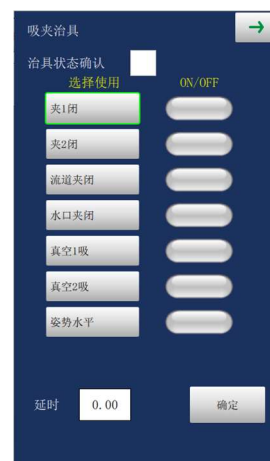 吸夹治具
治具状态确认
选择使用 ON/OFF
夹1闭
夹2闭
流道夹闭
水口夹闭
真空1吸
真空2吸
姿势水平
延时 0.00 确定